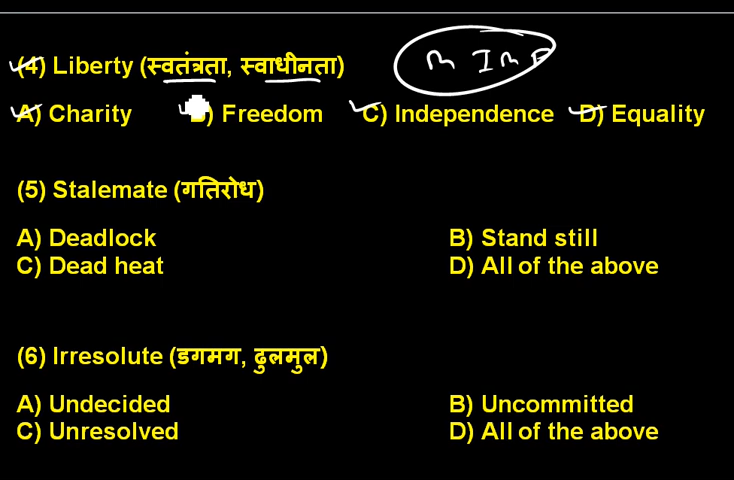 (4) Liberty (स्वतंत्रता, स्वाधीनता) m Imp
A) Charity B) Freedom C) Independence D) Equality
(5) Stalemate (गतिरोध)
A) Deadlock B) Stand still
C) Dead heat D) All of the above
(6) Irresolute (डगमग, ढुलमुल)
A) Undecided B) Uncommitted
C) Unresolved D) All of the above